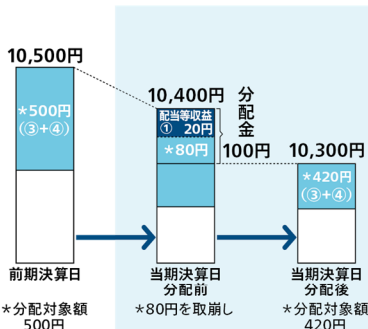 10,500円
*500円
(③+④)
前期決算日
*分配対象額
500円
10,400円
配当等収益
① 20円
*80円
分配金
100円
当期決算日
分配前
*80円を取崩し
10,300円
*420円
(③+④)
当期決算日
分配後
*分配対象額
420円